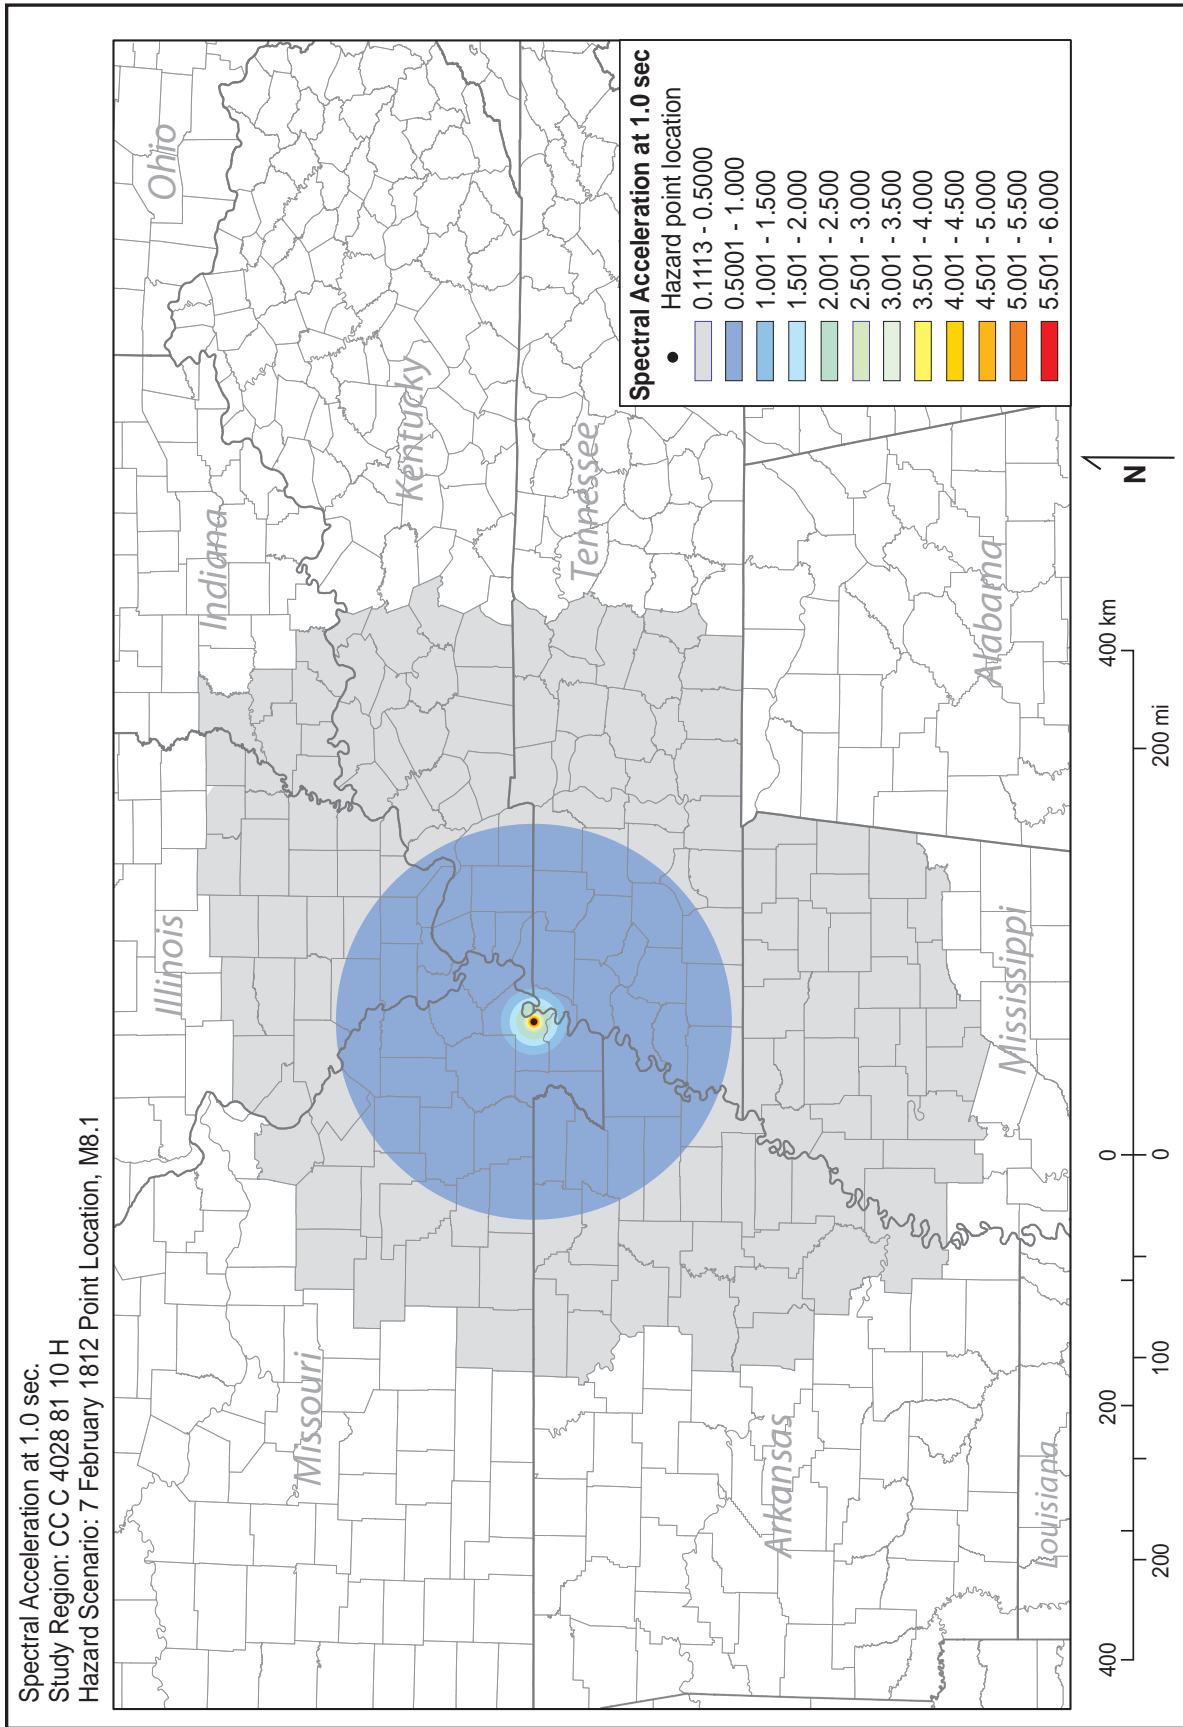 Spectral Acceleration at 1.0 sec.
Study Region: CC C 4028 81 10 H
Hazard Scenario: 7 February 1812 Point Location, M8.1
Missouri
Illinois
Indiana
Ohio
Kentucky
Tennessee
Arkansas
Louisiana
Mississippi
Alabama
Spectral Acceleration at 1.0 sec
Hazard point location
0.1113 - 0.5000
0.5001 - 1.000
1.001 - 1.500
1.501 - 2.000
2.001 - 2.500
2.501 - 3.000
3.001 - 3.500
3.501 - 4.000
4.001 - 4.500
4.501 - 5.000
5.001 - 5.500
5.501 - 6.000
N
400 200 0 400 km
200 100 0 200 mi